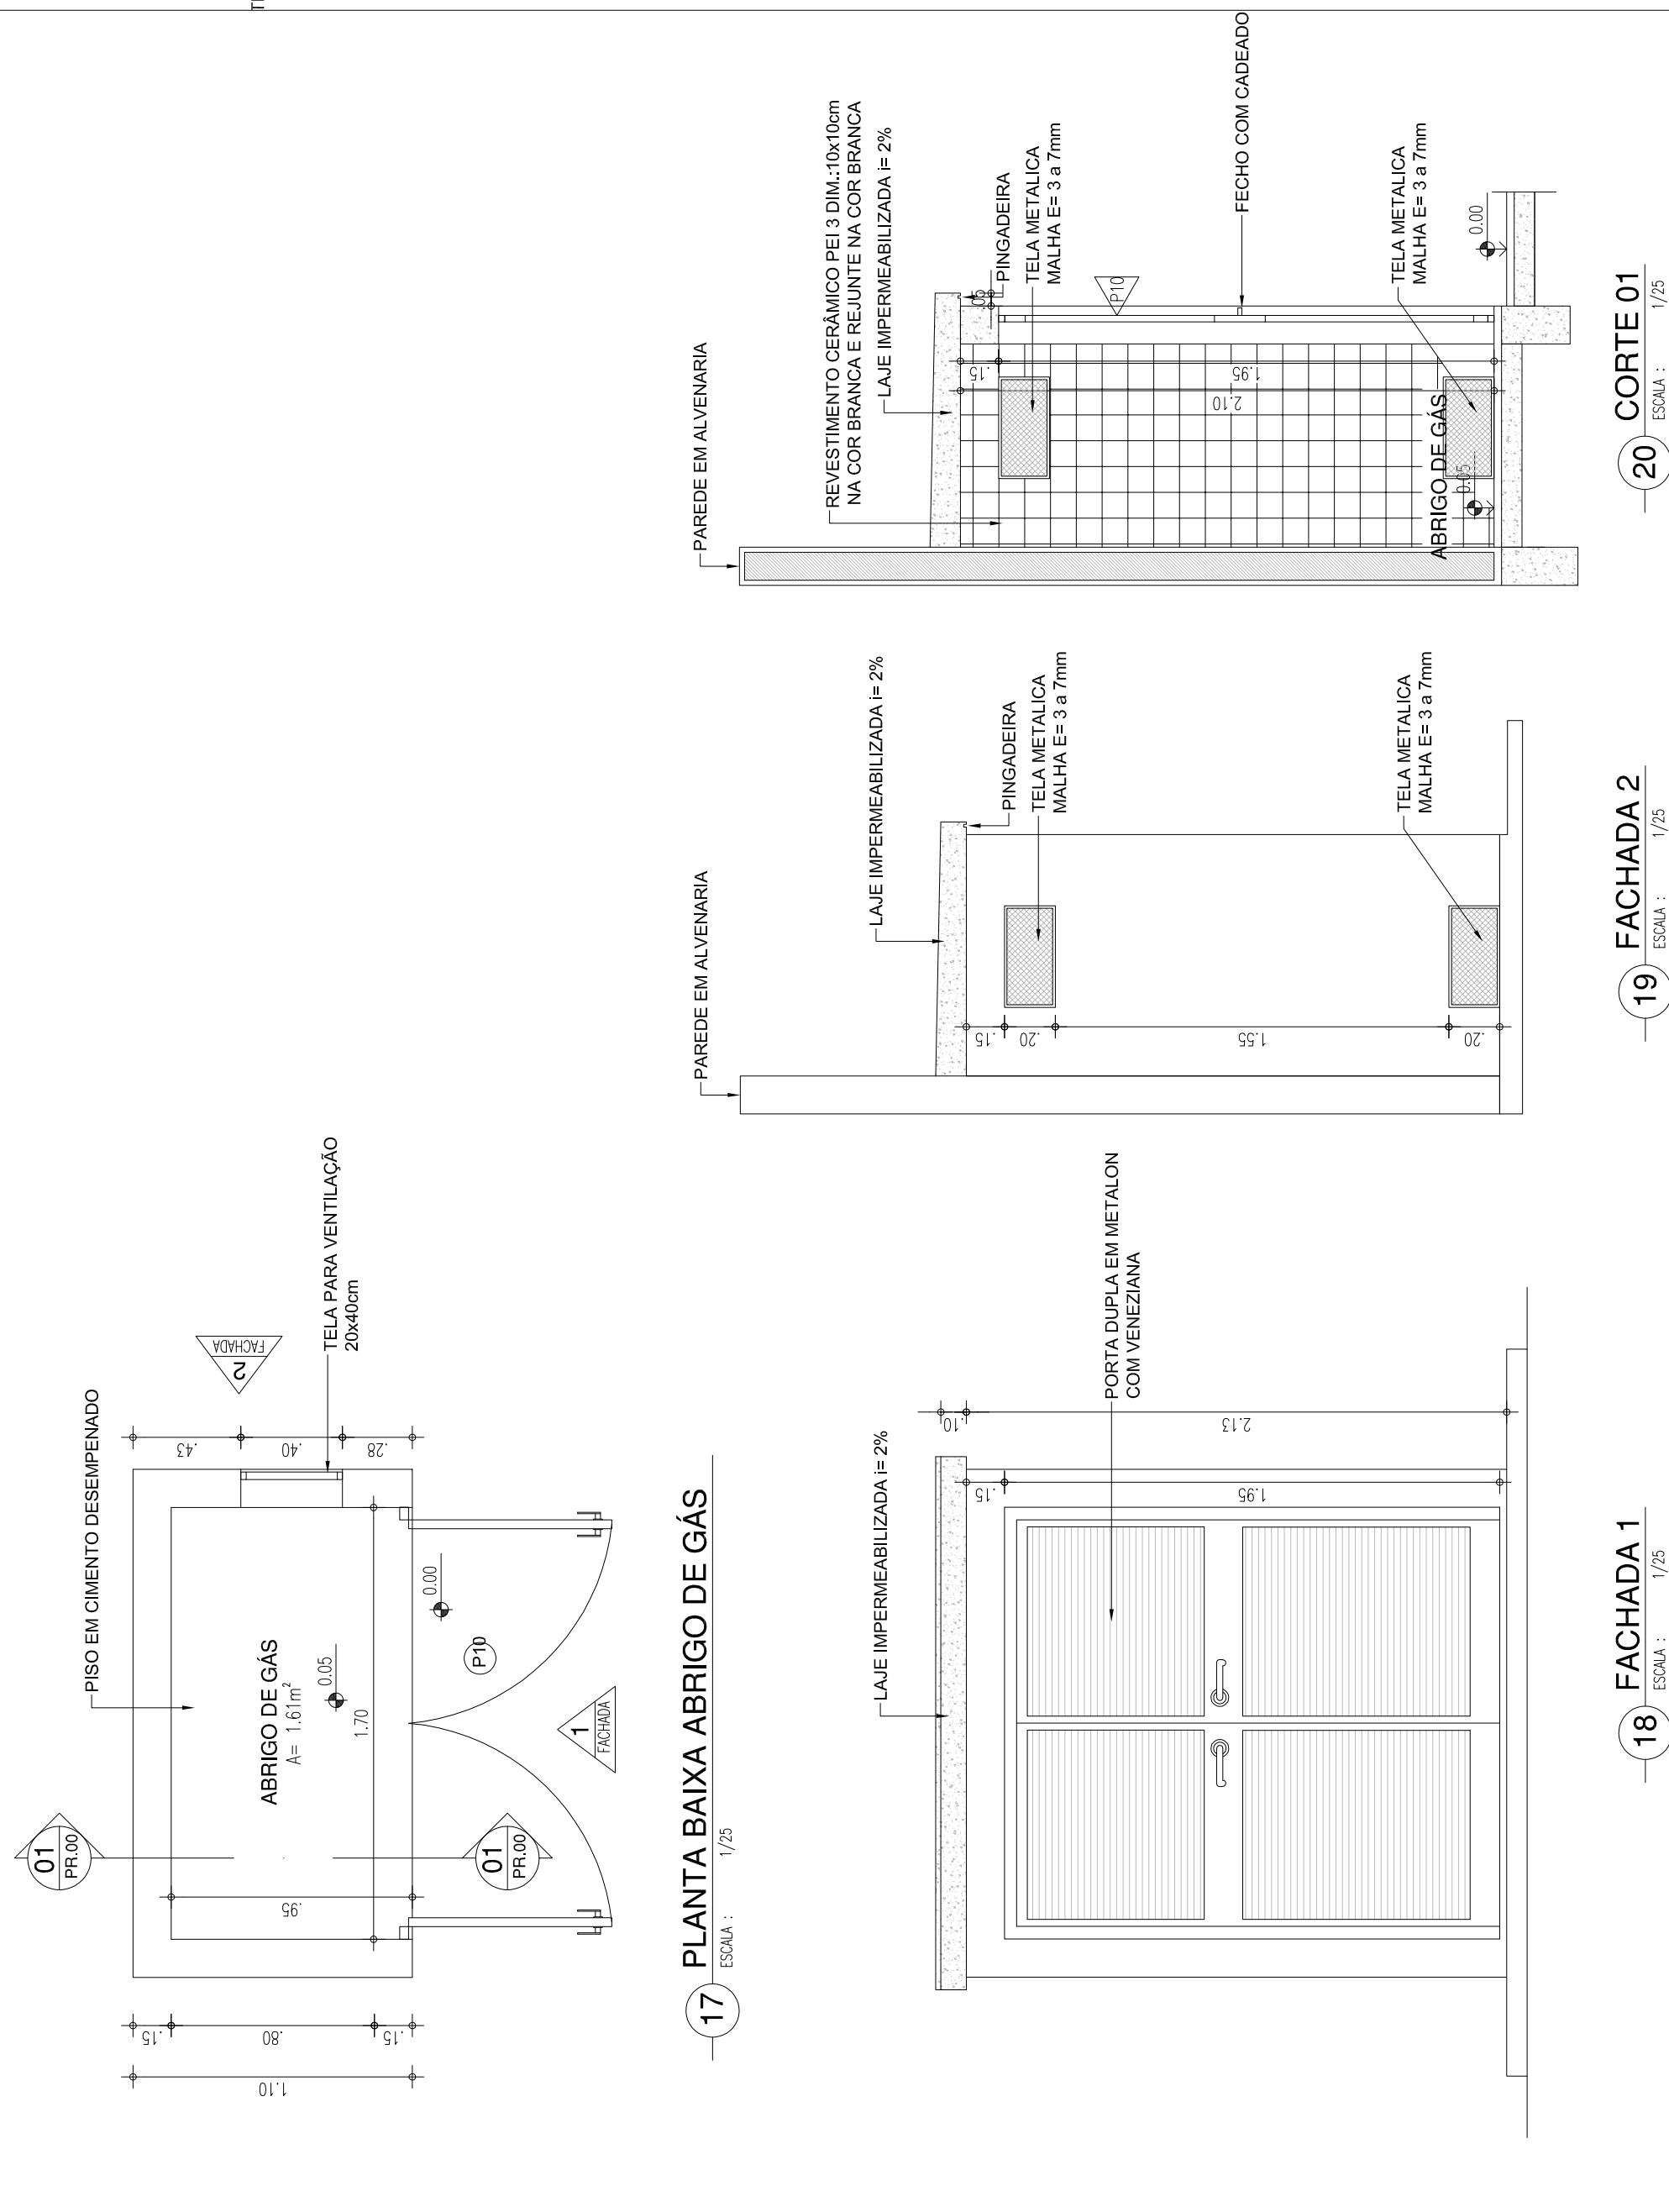 PISO EM CIMENTO DESEMPENADO
01
PR.00
ABRIGO DE GÁS
A= 1.61m²
0.05
1.70
.95
.43
.40
.28
FACHADA
2
TELA PARA VENTILAÇÃO
20x40cm
0.00
P10
1
FACHADA
01
PR.00
.15
.80
.15
1.10
17
PLANTA BAIXA ABRIGO DE GÁS
ESCALA : 1/25
LAJE IMPERMEABILIZADA i= 2%
.10
2.13
.15
1.95
PORTA DUPLA EM METALON
COM VENEZIANA
18
FACHADA 1
ESCALA : 1/25
PAREDE EM ALVENARIA
LAJE IMPERMEABILIZADA i= 2%
PINGADEIRA
TELA METALICA
MALHA E= 3 a 7mm
.15
.20
1.55
.20
TELA METALICA
MALHA E= 3 a 7mm
19
FACHADA 2
ESCALA : 1/25
PAREDE EM ALVENARIA
REVESTIMENTO CERÂMICO PEI 3 DIM.:10x10cm
NA COR BRANCA E REJUNTE NA COR BRANCA
LAJE IMPERMEABILIZADA i= 2%
PINGADEIRA
TELA METALICA
MALHA E= 3 a 7mm
P10
FECHO COM CADEADO
.15
1.95
2.10
TELA METALICA
MALHA E= 3 a 7mm
ABRIGO DE GÁS
0.05
0.00
20
CORTE 01
ESCALA : 1/25